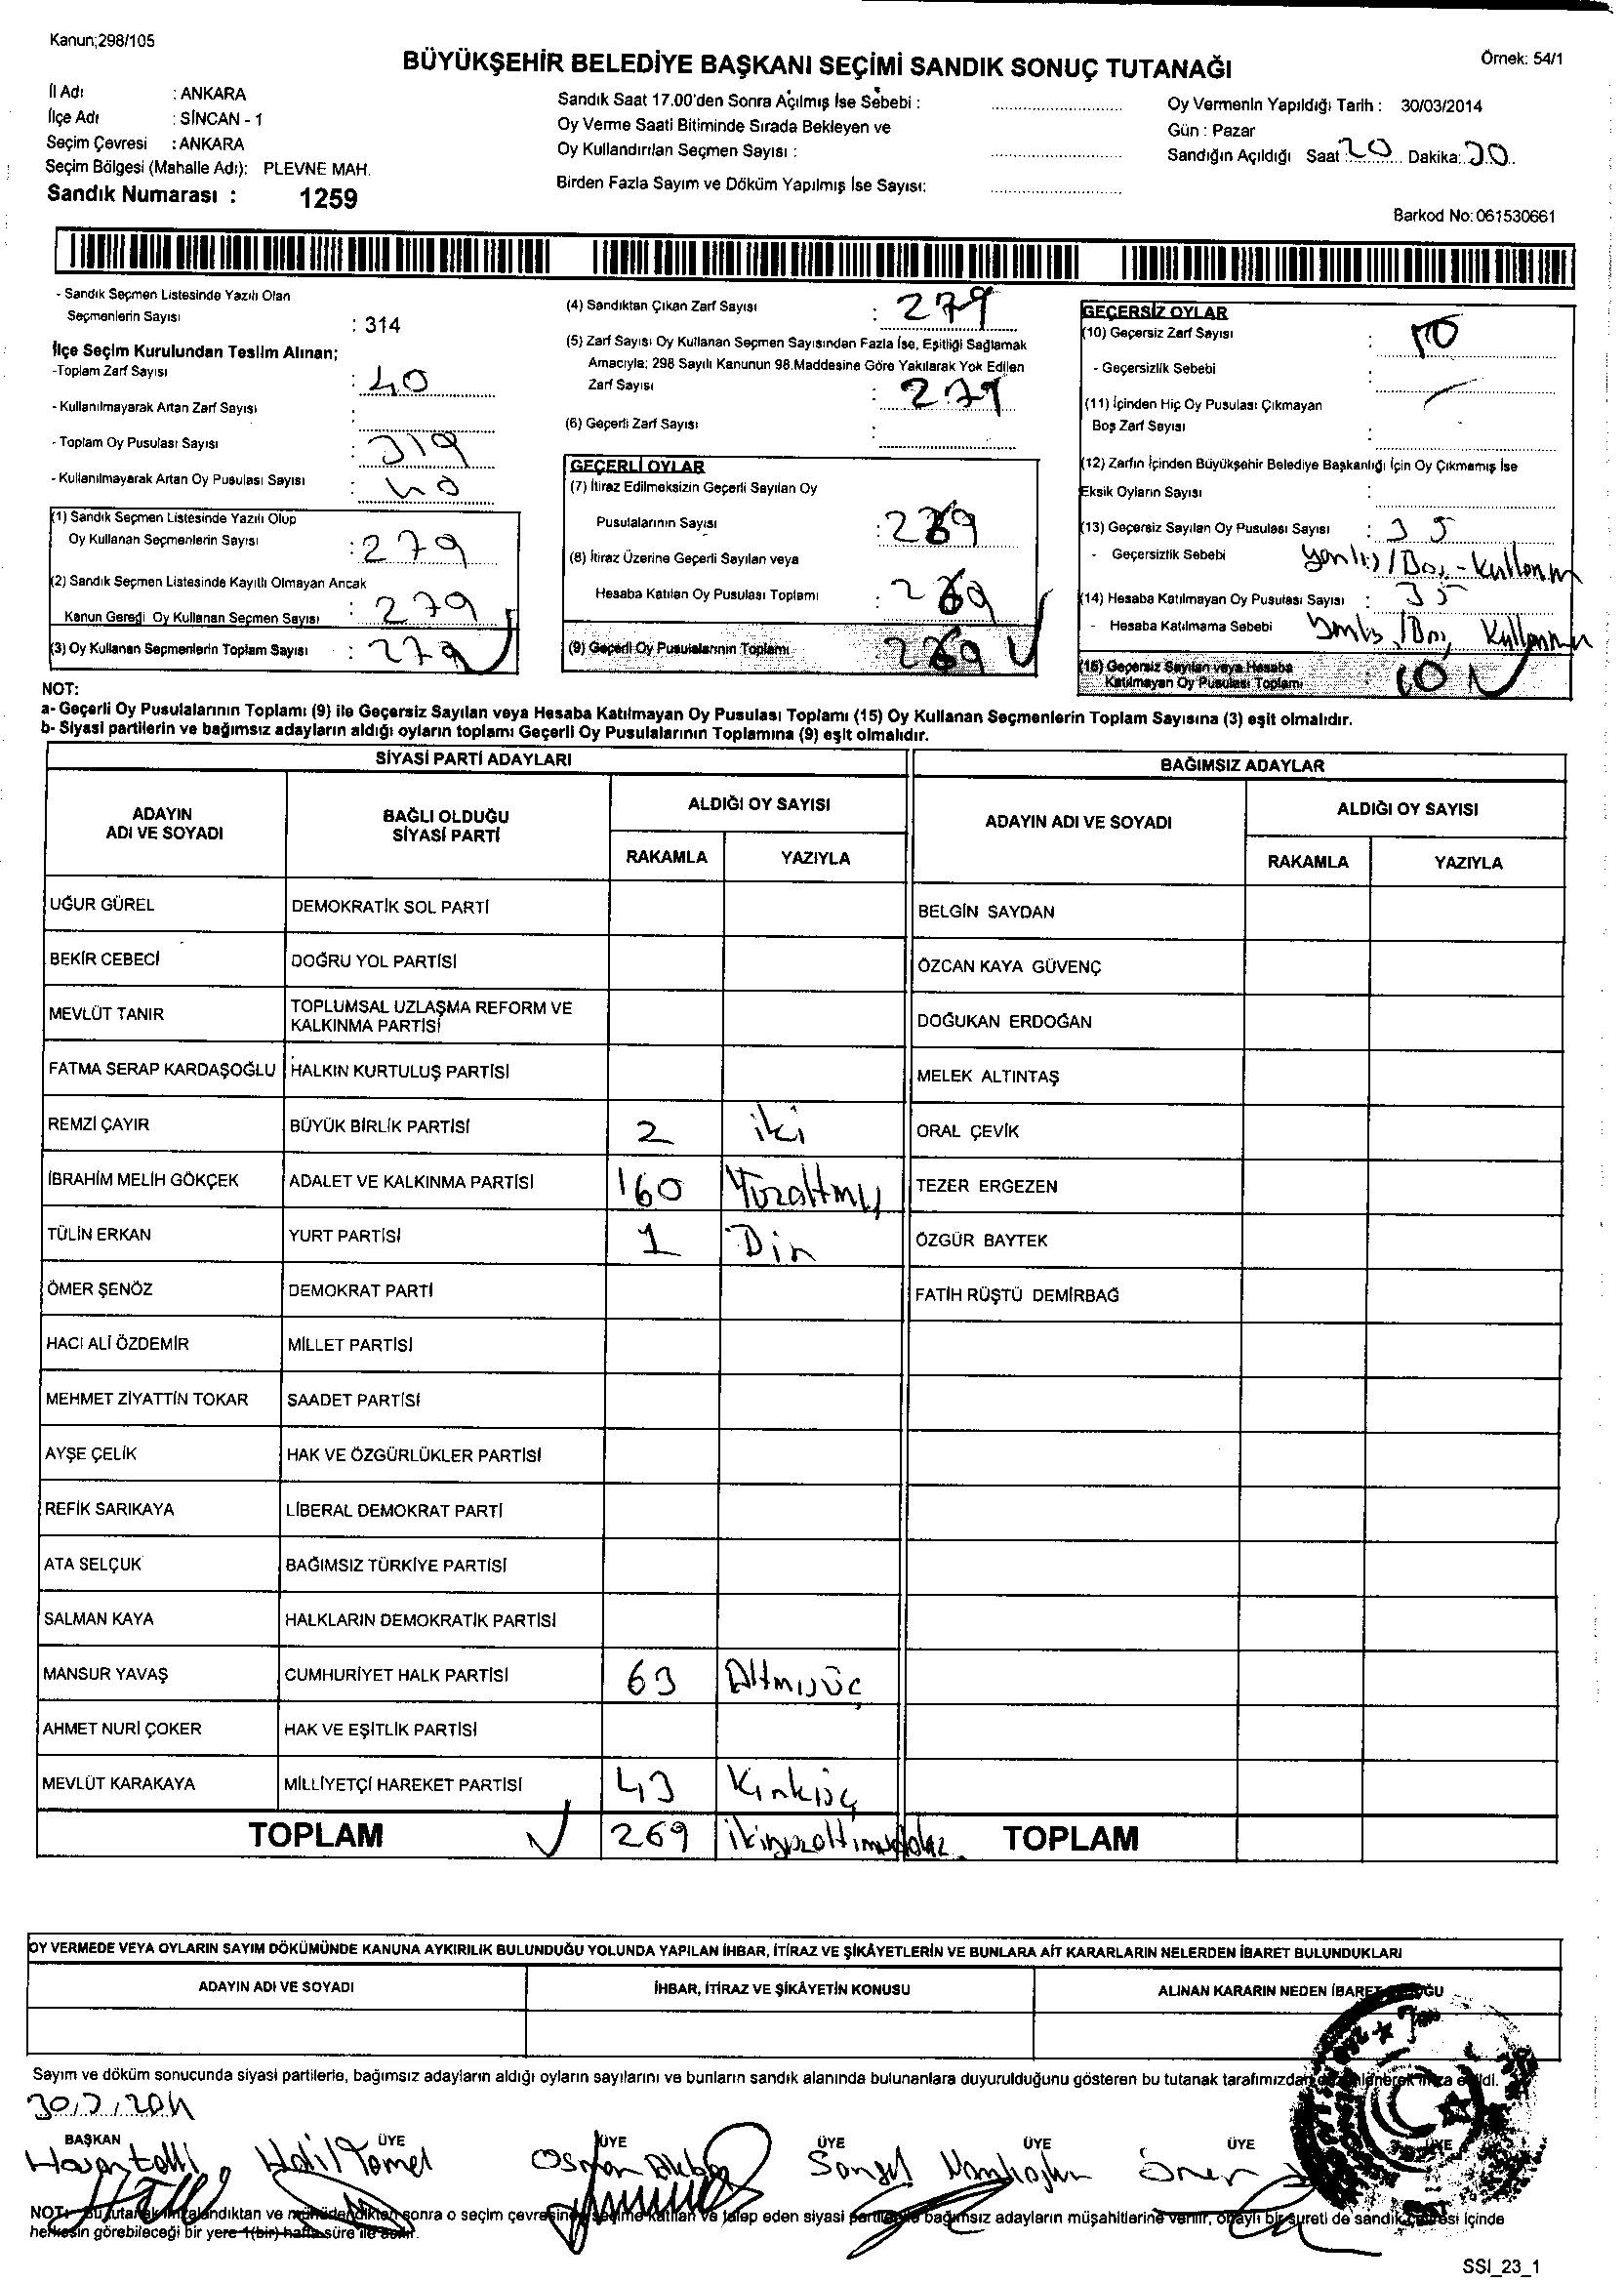 Kanun;298/105
BÜYÜKŞEHİR BELEDİYE BAŞKANI SEÇİMİ SANDIK SONUÇ TUTANAĞI
Örnek: 54/1
İl Adı : ANKARA
İlçe Adı : SİNCAN - 1
Seçim Çevresi : ANKARA
Seçim Bölgesi (Mahalle Adı): PLEVNE MAH.
Sandık Numarası : 1259
Sandık Saat 17.00'den Sonra Açılmış İse Sebebi :
Oy Verme Saati Bitiminde Sırada Bekleyen ve
Oy Kullandırılan Seçmen Sayısı :
Birden Fazla Sayım ve Döküm Yapılmış İse Sayısı:
Oy Vermenin Yapıldığı Tarih : 30/03/2014
Gün : Pazar
Sandığın Açıldığı Saat 20 Dakika:
Barkod No: 061530661
- Sandık Seçmen Listesinde Yazılı Olan
Seçmenlerin Sayısı : 314
İlçe Seçim Kurulundan Teslim Alınan;
-Toplam Zarf Sayısı : 40
- Kullanılmayarak Artan Zarf Sayısı :
- Toplam Oy Pusulası Sayısı : 319
- Kullanılmayarak Artan Oy Pusulası Sayısı : 40
(1) Sandık Seçmen Listesinde Yazılı Olup
Oy Kullanan Seçmenlerin Sayısı : 279
(2) Sandık Seçmen Listesinde Kayıtlı Olmayan Ancak
Kanun Gereği Oy Kullanan Seçmen Sayısı : 279
(3) Oy Kullanan Seçmenlerin Toplam Sayısı : 279
(4) Sandıktan Çıkan Zarf Sayısı : 279
(5) Zarf Sayısı Oy Kullanan Seçmen Sayısından Fazla İse, Eşitliği Sağlamak
Amacıyla; 298 Sayılı Kanunun 98.Maddesine Göre Yakılarak Yok Edilen
Zarf Sayısı : 279
(6) Geçerli Zarf Sayısı :
GEÇERLİ OYLAR
(7) İtiraz Edilmeksizin Geçerli Sayılan Oy
Pusulalarının Sayısı : 269
(8) İtiraz Üzerine Geçerli Sayılan veya
Hesaba Katılan Oy Pusulası Toplamı : 269
(9) Geçerli Oy Pusulalarının Toplamı 269
GEÇERSİZ OYLAR
(10) Geçersiz Zarf Sayısı : 10
- Geçersizlik Sebebi :
(11) İçinden Hiç Oy Pusulası Çıkmayan
Boş Zarf Sayısı :
(12) Zarfın İçinden Büyükşehir Belediye Başkanlığı İçin Oy Çıkmamış İse
Eksik Oyların Sayısı :
(13) Geçersiz Sayılan Oy Pusulası Sayısı : 35
- Geçersizlik Sebebi yanlış/Boş-kullanım
(14) Hesaba Katılmayan Oy Pusulası Sayısı : 35
- Hesaba Katılmama Sebebi yanlış/Boş Kullanım
(15) Geçersiz Sayılan veya Hesaba
Katılmayan Oy Pusulası Toplamı 10
NOT:
a- Geçerli Oy Pusulalarının Toplamı (9) ile Geçersiz Sayılan veya Hesaba Katılmayan Oy Pusulası Toplamı (15) Oy Kullanan Seçmenlerin Toplam Sayısına (3) eşit olmalıdır.
b- Siyasi partilerin ve bağımsız adayların aldığı oyların toplamı Geçerli Oy Pusulalarının Toplamına (9) eşit olmalıdır.
SİYASİ PARTİ ADAYLARI
ADAYIN ADI VE SOYADI
BAĞLI OLDUĞU SİYASİ PARTİ
ALDIĞI OY SAYISI
RAKAMLA YAZIYLA
UĞUR GÜREL DEMOKRATİK SOL PARTİ
BEKİR CEBECİ DOĞRU YOL PARTİSİ
MEVLÜT TANIR TOPLUMSAL UZLAŞMA REFORM VE
KALKINMA PARTİSİ
FATMA SERAP KARDAŞOĞLU HALKIN KURTULUŞ PARTİSİ
REMZİ ÇAYIR BÜYÜK BİRLİK PARTİSİ 2 iki
İBRAHİM MELİH GÖKÇEK ADALET VE KALKINMA PARTİSİ 160 Yüzaltmış
TÜLİN ERKAN YURT PARTİSİ 1 Bir
ÖMER ŞENÖZ DEMOKRAT PARTİ
HACI ALİ ÖZDEMİR MİLLET PARTİSİ
MEHMET ZİYATTİN TOKAR SAADET PARTİSİ
AYŞE ÇELİK HAK VE ÖZGÜRLÜKLER PARTİSİ
REFİK SARIKAYA LİBERAL DEMOKRAT PARTİ
ATA SELÇUK BAĞIMSIZ TÜRKİYE PARTİSİ
SALMAN KAYA HALKLARIN DEMOKRATİK PARTİSİ
MANSUR YAVAŞ CUMHURİYET HALK PARTİSİ 63 Altmışüç
AHMET NURİ ÇOKER HAK VE EŞİTLİK PARTİSİ
MEVLÜT KARAKAYA MİLLİYETÇİ HAREKET PARTİSİ 43 Kırküç
TOPLAM 269 ikiyüzaltmışdokuz
BAĞIMSIZ ADAYLAR
ADAYIN ADI VE SOYADI
ALDIĞI OY SAYISI
RAKAMLA YAZIYLA
BELGİN SAYDAN
ÖZCAN KAYA GÜVENÇ
DOĞUKAN ERDOĞAN
MELEK ALTINTAŞ
ORAL ÇEVİK
TEZER ERGEZEN
ÖZGÜR BAYTEK
FATİH RÜŞTÜ DEMİRBAĞ
TOPLAM
OY VERMEDE VEYA OYLARIN SAYIM DÖKÜMÜNDE KANUNA AYKIRILIK BULUNDUĞU YOLUNDA YAPILAN İHBAR, İTİRAZ VE ŞİKÂYETLERİN VE BUNLARA AİT KARARLARIN NELERDEN İBARET BULUNDUKLARI
ADAYIN ADI VE SOYADI İHBAR, İTİRAZ VE ŞİKÂYETİN KONUSU ALINAN KARARIN NEDEN İBARET
Sayım ve döküm sonucunda siyasi partilerle, bağımsız adayların aldığı oyların sayılarını ve bunların sandık alanında bulunanlara duyurulduğunu gösteren bu tutanak tarafımızdan
30.3.2014
BAŞKAN ÜYE ÜYE ÜYE ÜYE ÜYE ÜYE
Halil Temel Osman Öner
NOT: Bu tutanak imzalandıktan ve mühürlendikten sonra o seçim çevresinde seçime katılan ve talep eden siyasi partilerle bağımsız adayların müşahitlerine verilir, onaylı bir sureti de sandık çevresi içinde
herkesin görebileceği bir yere 1(bir) hafta süre ile asılır.
SSI_23_1